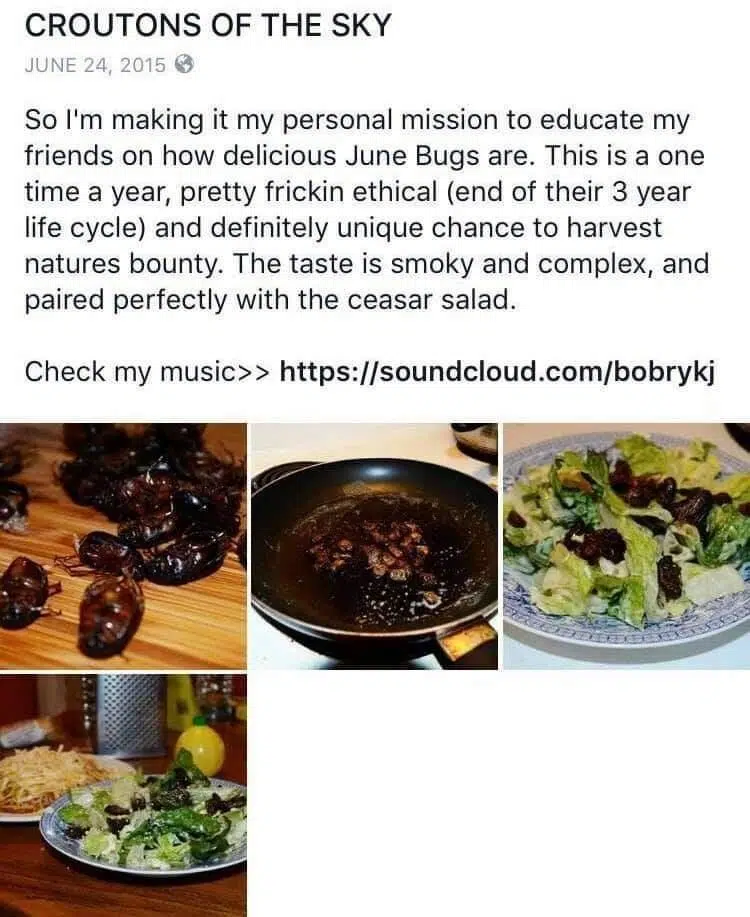 CROUTONS OF THE SKY
JUNE 24, 2015
So I'm making it my personal mission to educate my
friends on how delicious June Bugs are. This is a one
time a year, pretty frickin ethical (end of their 3 year
life cycle) and definitely unique chance to harvest
natures bounty. The taste is smoky and complex, and
paired perfectly with the ceasar salad.
Check my music>> https://soundcloud.com/bobrykj